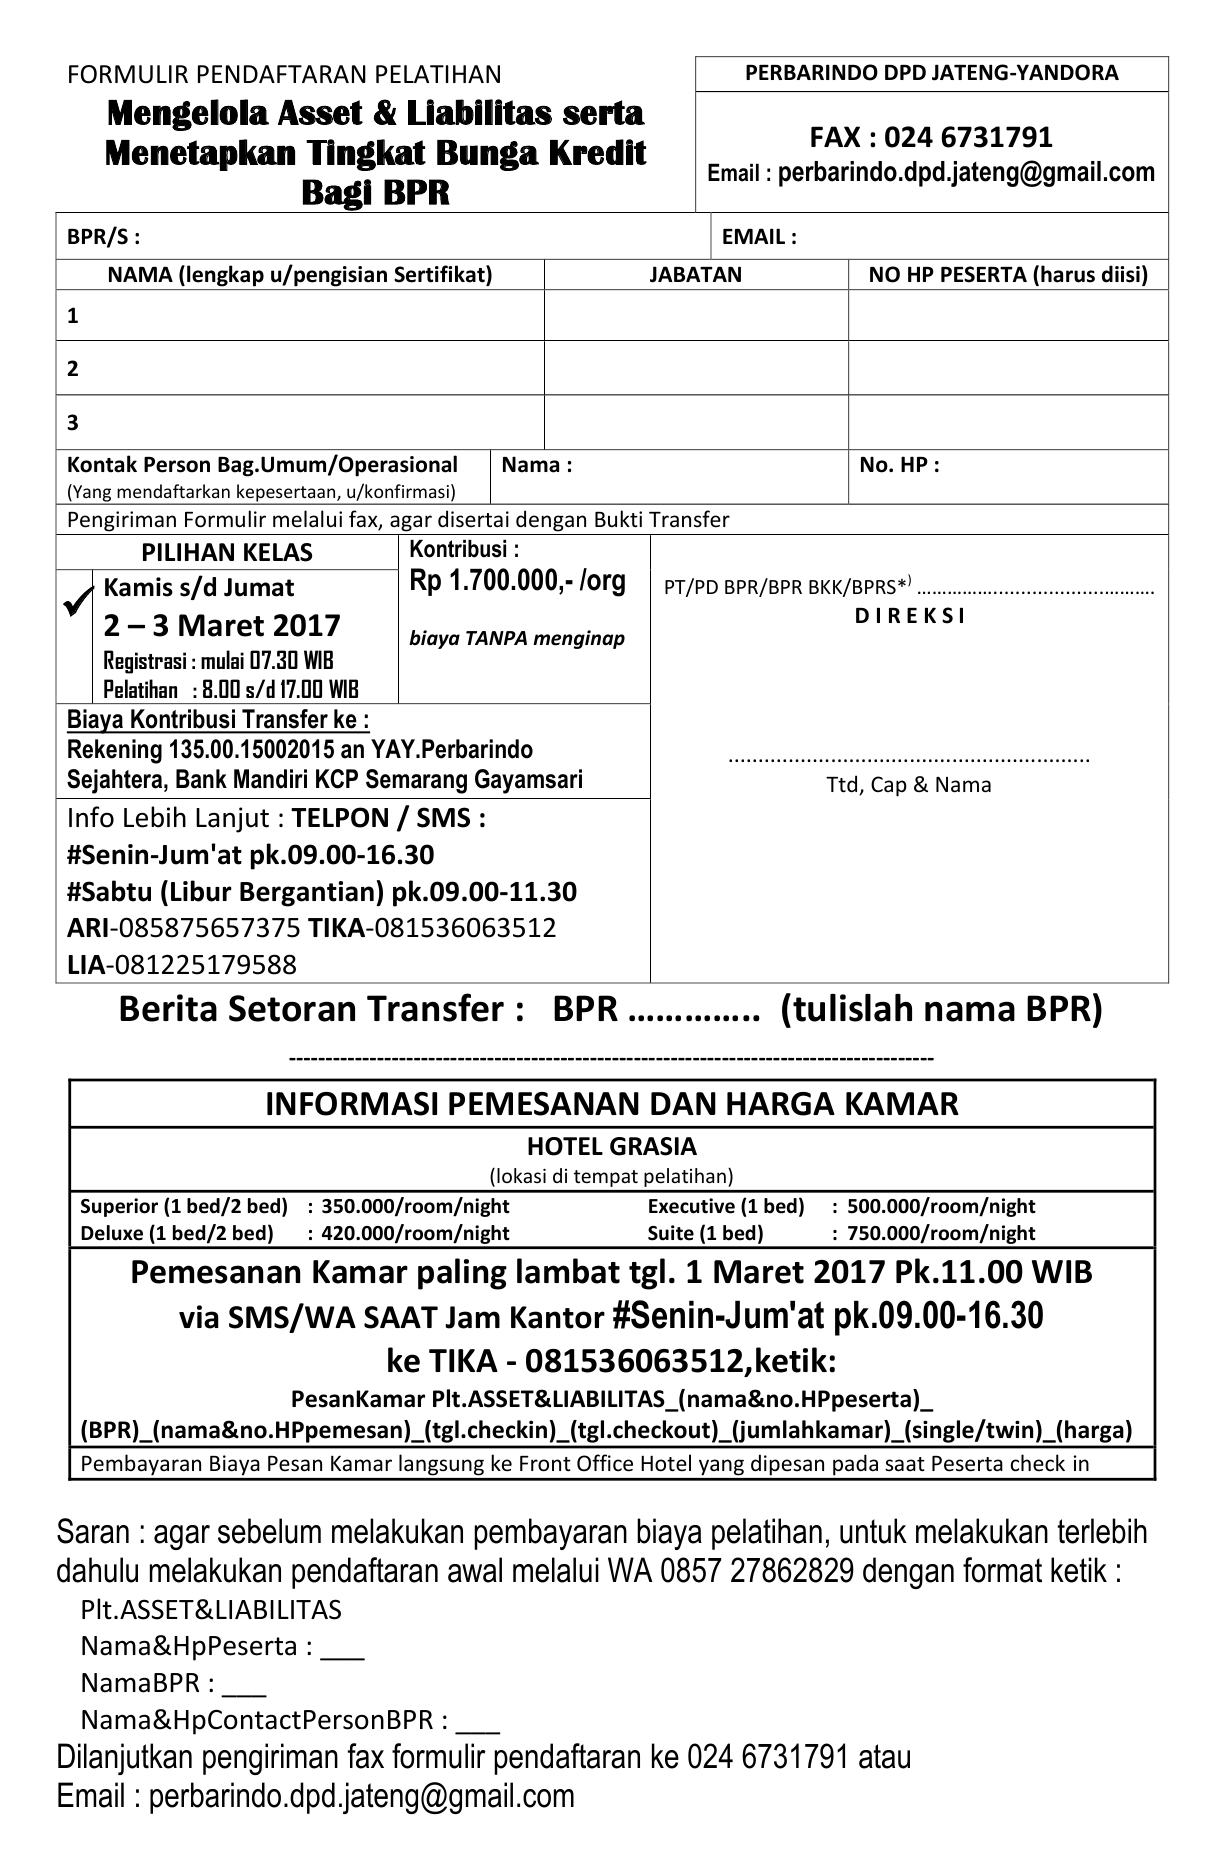 FORMULIR PENDAFTARAN PELATIHAN
Mengelola Asset & Liabilitas serta
Menetapkan Tingkat Bunga Kredit
Bagi BPR
PERBARINDO DPD JATENG-YANDORA
FAX : 024 6731791
Email : perbarindo.dpd.jateng@gmail.com
BPR/S : EMAIL :
NAMA (lengkap u/pengisian Sertifikat) JABATAN NO HP PESERTA (harus diisi)
1
2
3
Kontak Person Bag.Umum/Operasional Nama : No. HP :
(Yang mendaftarkan kepesertaan, u/konfirmasi)
Pengiriman Formulir melalui fax, agar disertai dengan Bukti Transfer
PILIHAN KELAS
✓ Kamis s/d Jumat
2 – 3 Maret 2017
Registrasi : mulai 07.30 WIB
Pelatihan : 8.00 s/d 17.00 WIB
Kontribusi :
Rp 1.700.000,- /org
biaya TANPA menginap
PT/PD BPR/BPR BKK/BPRS*) ……………..............................
D I R E K S I
.............................................................
Ttd, Cap & Nama
Biaya Kontribusi Transfer ke :
Rekening 135.00.15002015 an YAY.Perbarindo
Sejahtera, Bank Mandiri KCP Semarang Gayamsari
Info Lebih Lanjut : TELPON / SMS :
#Senin-Jum'at pk.09.00-16.30
#Sabtu (Libur Bergantian) pk.09.00-11.30
ARI-085875657375 TIKA-081536063512
LIA-081225179588
Berita Setoran Transfer : BPR ………….. (tulislah nama BPR)
----------------------------------------------------------------------------------------
INFORMASI PEMESANAN DAN HARGA KAMAR
HOTEL GRASIA
(lokasi di tempat pelatihan)
Superior (1 bed/2 bed) : 350.000/room/night Executive (1 bed) : 500.000/room/night
Deluxe (1 bed/2 bed) : 420.000/room/night Suite (1 bed) : 750.000/room/night
Pemesanan Kamar paling lambat tgl. 1 Maret 2017 Pk.11.00 WIB
via SMS/WA SAAT Jam Kantor #Senin-Jum'at pk.09.00-16.30
ke TIKA - 081536063512,ketik:
PesanKamar Plt.ASSET&LIABILITAS_(nama&no.HPpeserta)_
(BPR)_(nama&no.HPpemesan)_(tgl.checkin)_(tgl.checkout)_(jumlahkamar)_(single/twin)_(harga)
Pembayaran Biaya Pesan Kamar langsung ke Front Office Hotel yang dipesan pada saat Peserta check in
Saran : agar sebelum melakukan pembayaran biaya pelatihan, untuk melakukan terlebih
dahulu melakukan pendaftaran awal melalui WA 0857 27862829 dengan format ketik :
Plt.ASSET&LIABILITAS
Nama&HpPeserta : ___
NamaBPR : ___
Nama&HpContactPersonBPR : ___
Dilanjutkan pengiriman fax formulir pendaftaran ke 024 6731791 atau
Email : perbarindo.dpd.jateng@gmail.com